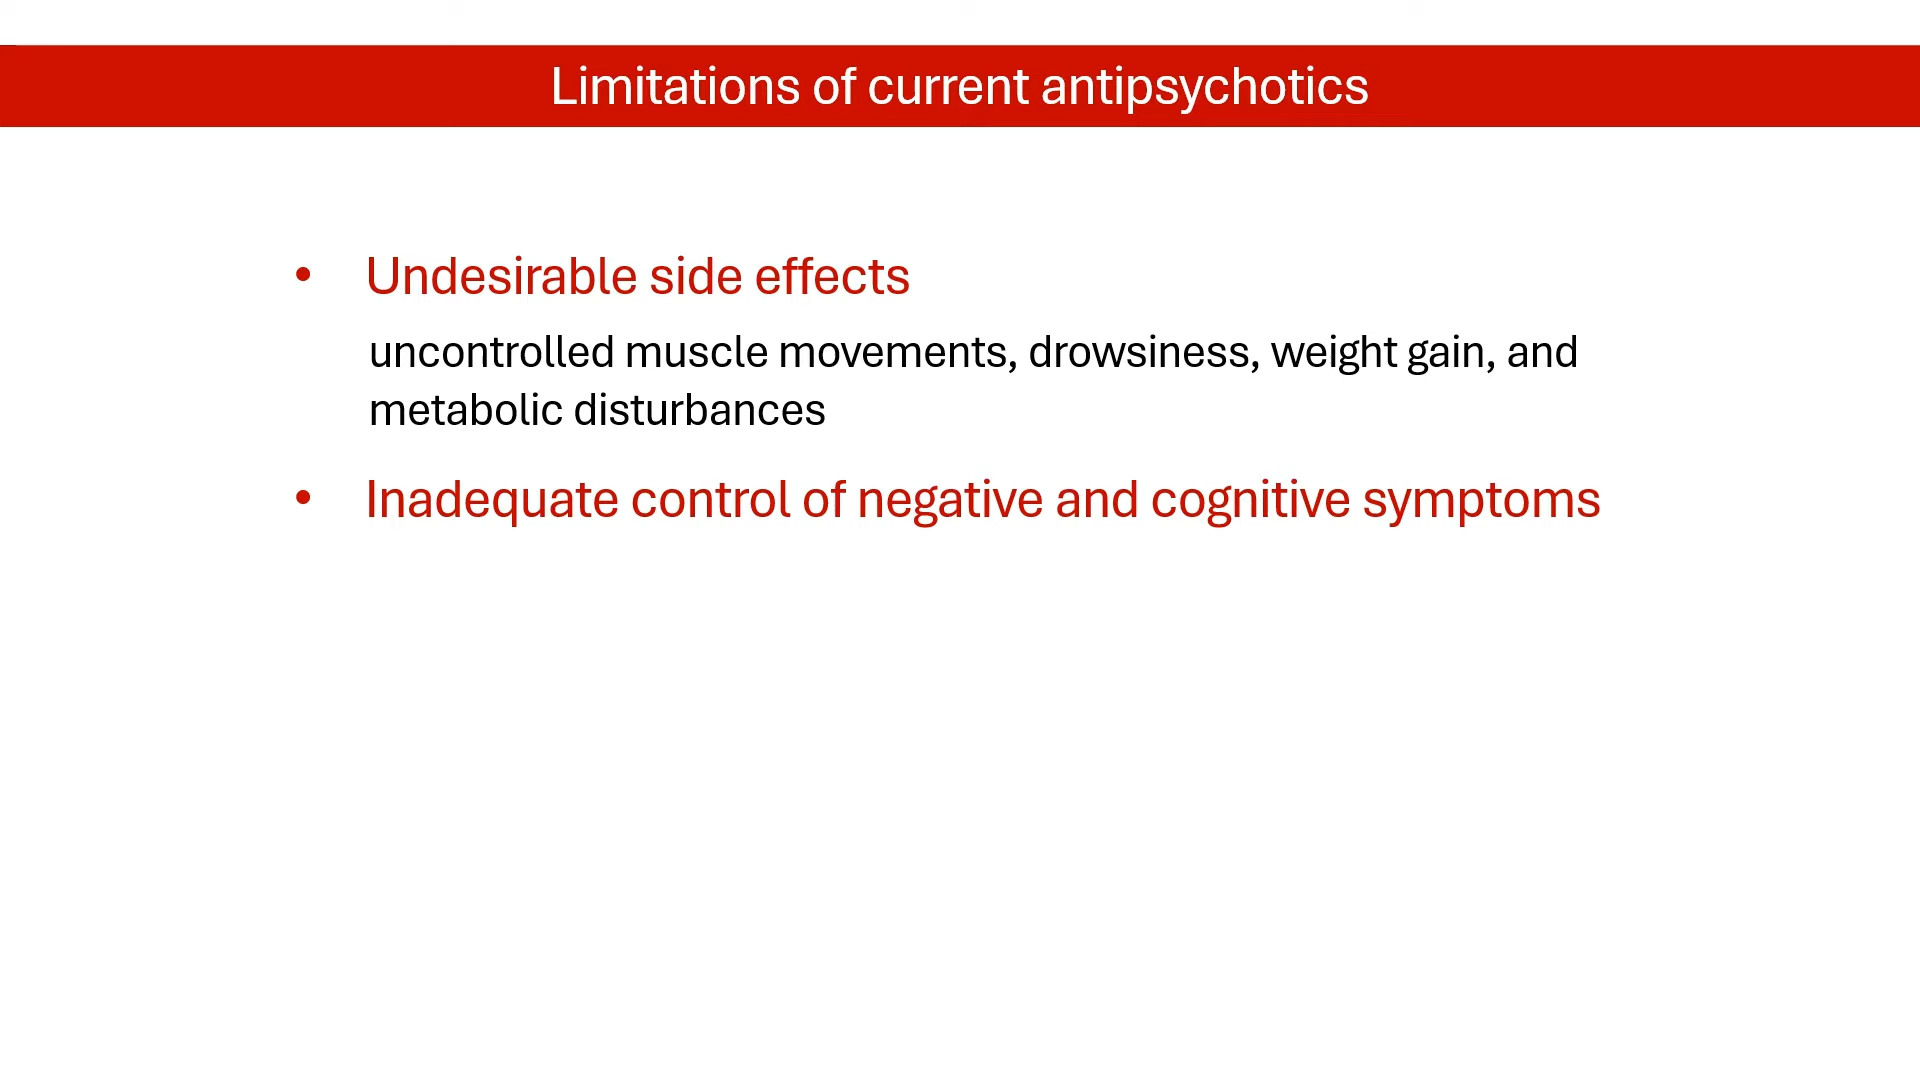 Limitations of current antipsychotics
• Undesirable side effects
uncontrolled muscle movements, drowsiness, weight gain, and
metabolic disturbances
• Inadequate control of negative and cognitive symptoms